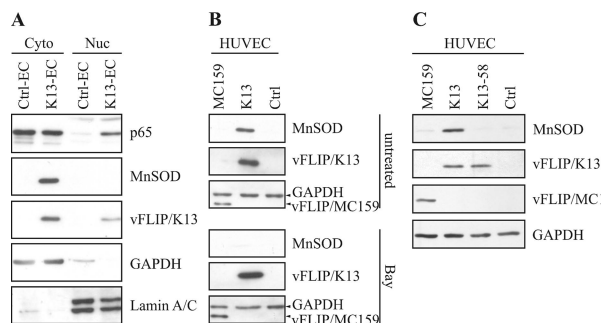 A
Cyto Nuc
Ctrl-EC K13-EC Ctrl-EC K13-EC
p65
MnSOD
vFLIP/K13
GAPDH
Lamin A/C
B
HUVEC
MC159 K13 Ctrl
MnSOD
vFLIP/K13
GAPDH
vFLIP/MC159
untreated
MnSOD
vFLIP/K13
GAPDH
vFLIP/MC159
Bay
C
HUVEC
MC159 K13 K13-58 Ctrl
MnSOD
vFLIP/K13
vFLIP/MC1
GAPDH